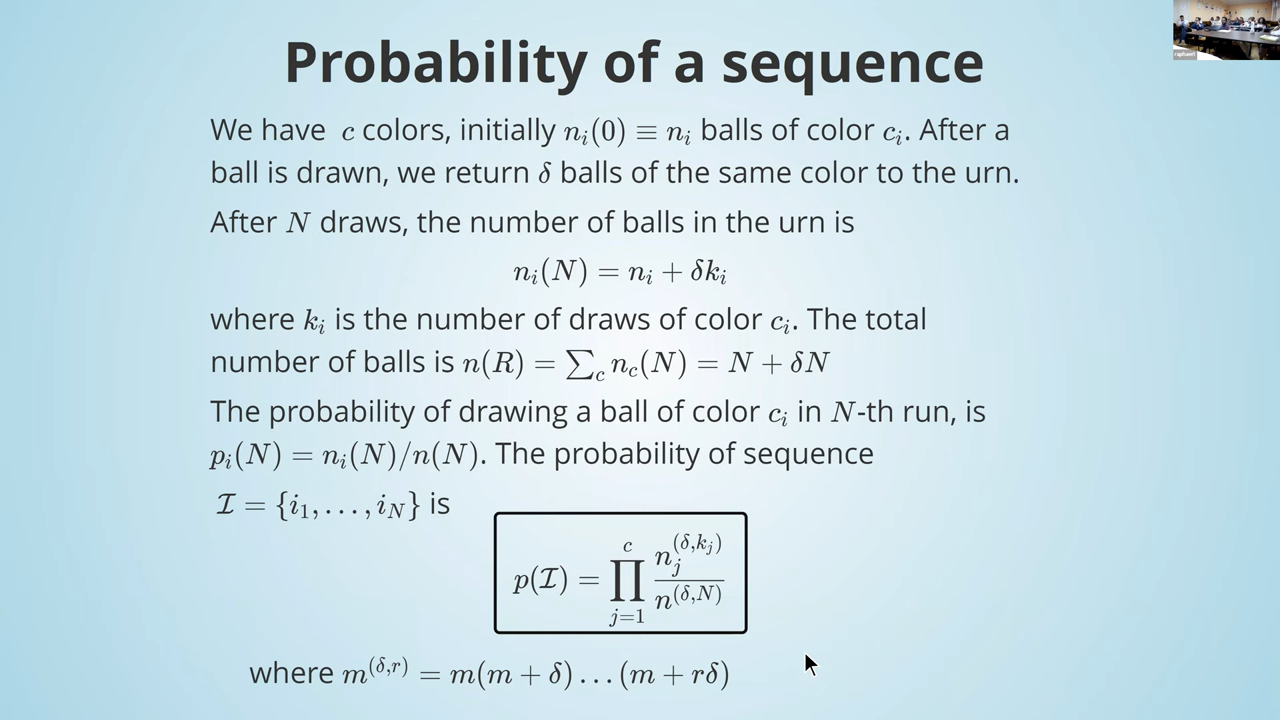 Probability of a sequence
We have c colors, initially n_i(0) ≡ n_i balls of color c_i. After a
ball is drawn, we return δ balls of the same color to the urn.
After N draws, the number of balls in the urn is
n_i(N) = n_i + δk_i
where k_i is the number of draws of color c_i. The total
number of balls is n(R) = ∑_c n_c(N) = N + δN
The probability of drawing a ball of color c_i in N-th run, is
p_i(N) = n_i(N)/n(N). The probability of sequence
𝓘 = {i_1, …, i_N} is
p(𝓘) = ∏_{j=1}^{c} n_j^{(δ,k_j)} / n^{(δ,N)}
where m^{(δ,r)} = m(m + δ) … (m + rδ)